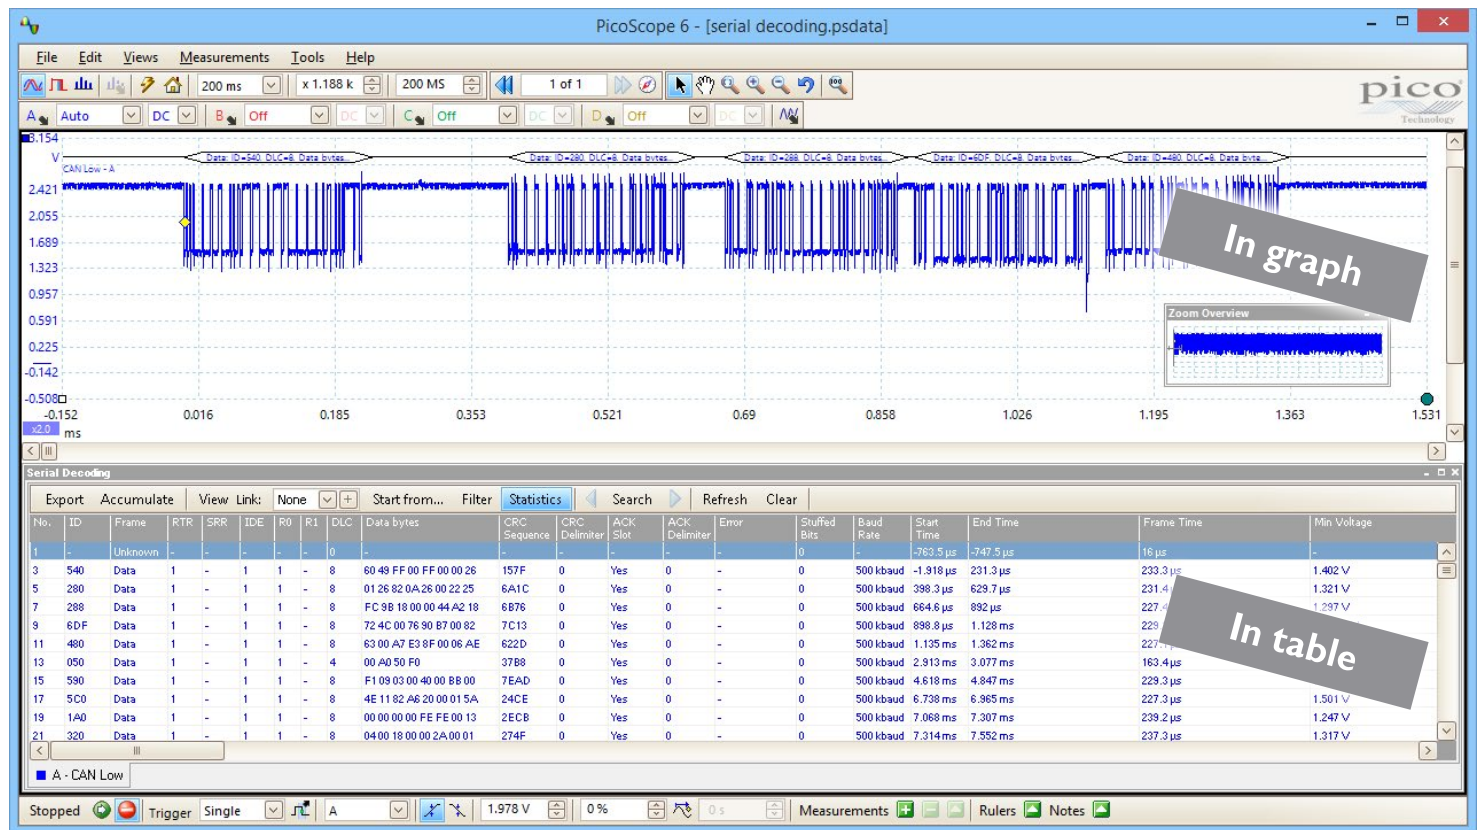 PicoScope 6 - [serial decoding.psdata]
File Edit Views Measurements Tools Help
200 ms x 1.188 k 200 MS 1 of 1
pico
Technology
A Auto DC B Off DC C Off DC D Off DC
3.154
V
Data: ID=540, DLC=8, Data bytes... Data: ID=280, DLC=8, Data bytes... Data: ID=288, DLC=8, Data bytes... Data: ID=6DF, DLC=8, Data bytes... Data: ID=480, DLC=8, Data byte...
CAN Low - A
2.421
2.055
1.689
1.323
0.957
0.591
0.225
-0.142
-0.508
In graph
Zoom Overview
-0.152 0.016 0.185 0.353 0.521 0.69 0.858 1.026 1.195 1.363 1.531
x2.0 ms
Serial Decoding
Export Accumulate View Link: None Start from... Filter Statistics Search Refresh Clear
No. ID Frame RTR SRR IDE R0 R1 DLC Data bytes CRC Sequence CRC Delimiter ACK Slot ACK Delimiter Error Stuffed Bits Baud Rate Start Time End Time Frame Time Min Voltage
1 - Unknown - - - - - 0 - - - - - - 0 - -763.5 µs -747.5 µs 16 µs -
3 540 Data 1 - 1 1 - 8 60 49 FF 00 FF 00 00 26 157F 0 Yes 0 - 0 500 kbaud -1.918 µs 231.3 µs 233.3 µs 1.402 V
5 280 Data 1 - 1 1 - 8 01 26 82 0A 26 00 22 25 6A1C 0 Yes 0 - 0 500 kbaud 398.3 µs 629.7 µs 231.4 1.321 V
7 288 Data 1 - 1 1 - 8 FC 9B 18 00 00 44 A2 18 6B76 0 Yes 0 - 0 500 kbaud 664.6 µs 892 µs 227. 1.297 V
9 6DF Data 1 - 1 1 - 8 72 4C 00 76 90 B7 00 82 7C13 0 Yes 0 - 0 500 kbaud 898.8 µs 1.128 ms 229
11 480 Data 1 - 1 1 - 8 63 00 A7 E3 8F 00 06 AE 622D 0 Yes 0 - 0 500 kbaud 1.135 ms 1.362 ms 227.
13 050 Data 1 - 1 1 - 4 00 A0 50 F0 37B8 0 Yes 0 - 0 500 kbaud 2.913 ms 3.077 ms 163.4 µs
15 590 Data 1 - 1 1 - 8 F1 09 03 00 40 00 BB 00 7EAD 0 Yes 0 - 0 500 kbaud 4.618 ms 4.847 ms 229.3 µs
17 5C0 Data 1 - 1 1 - 8 4E 11 82 A6 20 00 01 5A 24CE 0 Yes 0 - 0 500 kbaud 6.738 ms 6.965 ms 227.3 µs 1.501 V
19 1A0 Data 1 - 1 1 - 8 00 00 00 00 FE FE 00 13 2ECB 0 Yes 0 - 0 500 kbaud 7.068 ms 7.307 ms 239.2 µs 1.247 V
21 320 Data 1 - 1 1 - 8 04 00 18 00 00 2A 00 01 274F 0 Yes 0 - 0 500 kbaud 7.314 ms 7.552 ms 237.3 µs 1.317 V
In table
A - CAN Low
Stopped Trigger Single A 1.978 V 0 % 0 s Measurements Rulers Notes